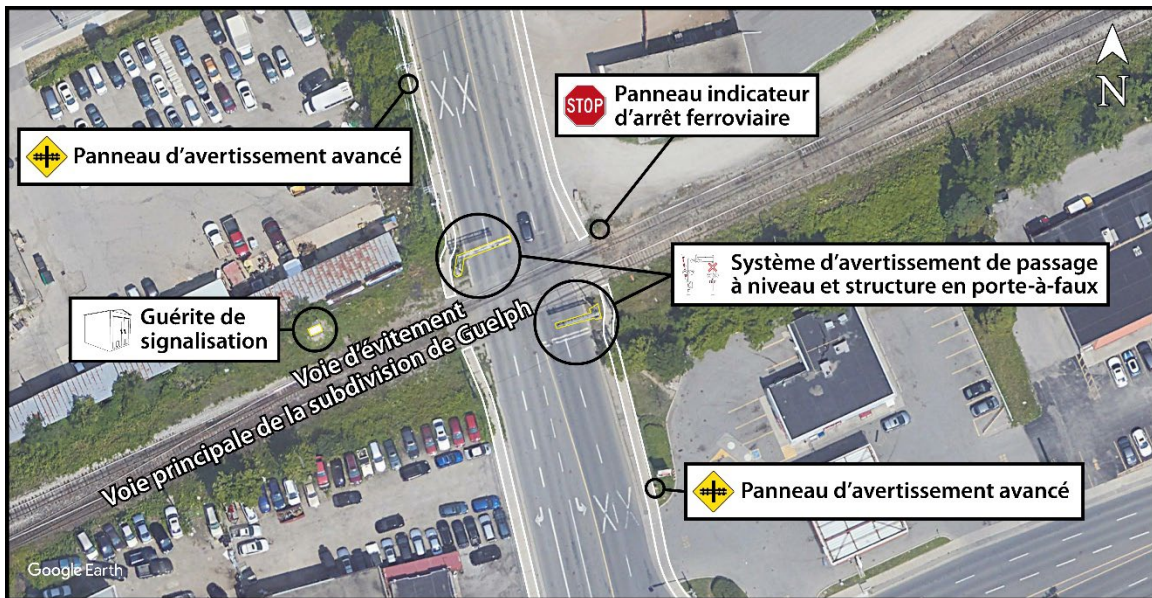 N
STOP
Panneau indicateur
d'arrêt ferroviaire
Panneau d'avertissement avancé
Système d'avertissement de passage
à niveau et structure en porte-à-faux
Guérite de
signalisation
Voie d'évitement
Voie principale de la subdivision de Guelph
Panneau d'avertissement avancé
Google Earth